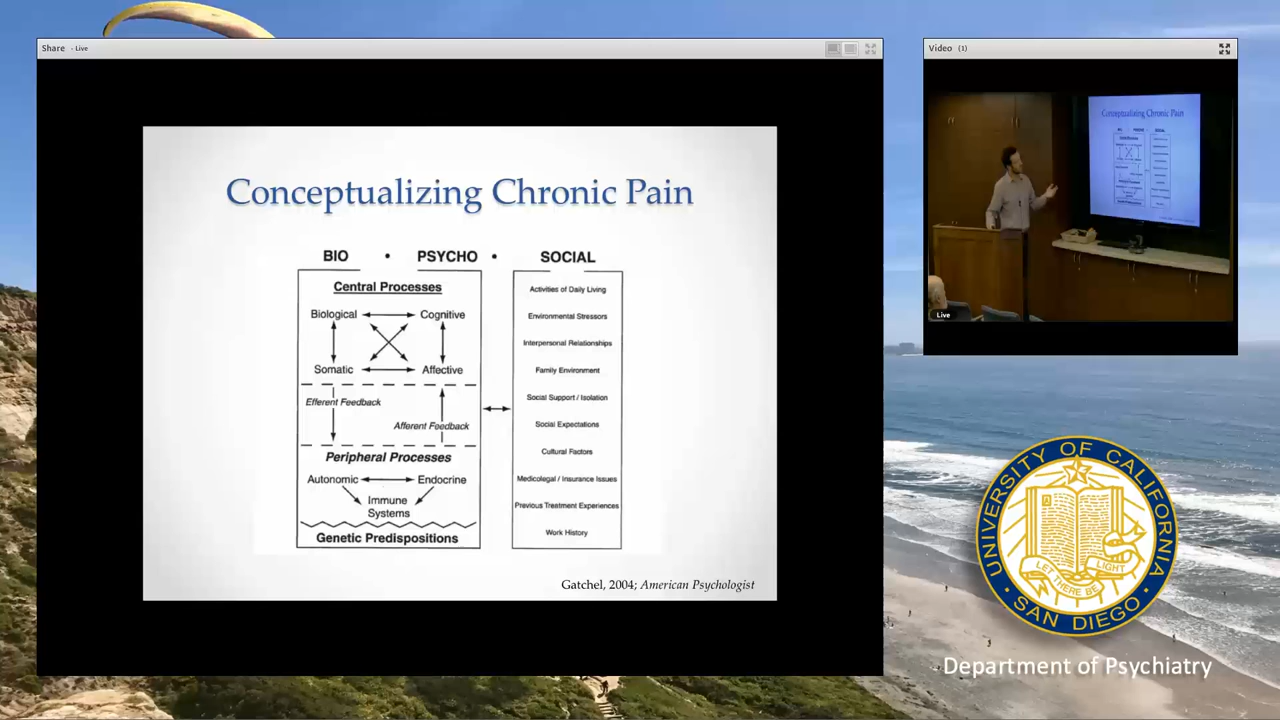 Share - Live
Video (1)
Conceptualizing Chronic Pain
BIO • PSYCHO • SOCIAL
Central Processes
Biological Cognitive
Somatic Affective
Efferent Feedback
Afferent Feedback
Peripheral Processes
Autonomic Endocrine
Immune
Systems
Genetic Predispositions
Activities of Daily Living
Environmental Stressors
Interpersonal Relationships
Family Environment
Social Support / Isolation
Social Expectations
Cultural Factors
Medicolegal / Insurance Issues
Previous Treatment Experiences
Work History
Gatchel, 2004; American Psychologist
Conceptualizing Chronic Pain
BIO PSYCHO SOCIAL
Live
UNIVERSITY OF CALIFORNIA
LET THERE BE LIGHT
• SAN DIEGO •
Department of Psychiatry